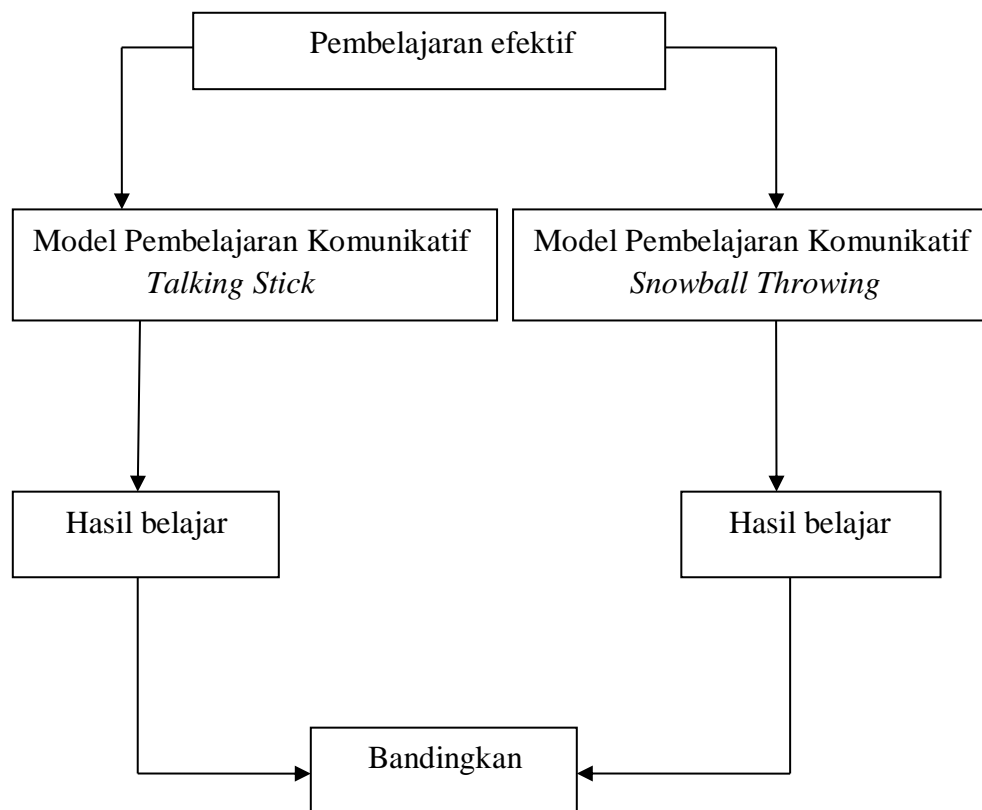 Pembelajaran efektif
Model Pembelajaran Komunikatif
Talking Stick
Model Pembelajaran Komunikatif
Snowball Throwing
Hasil belajar
Hasil belajar
Bandingkan